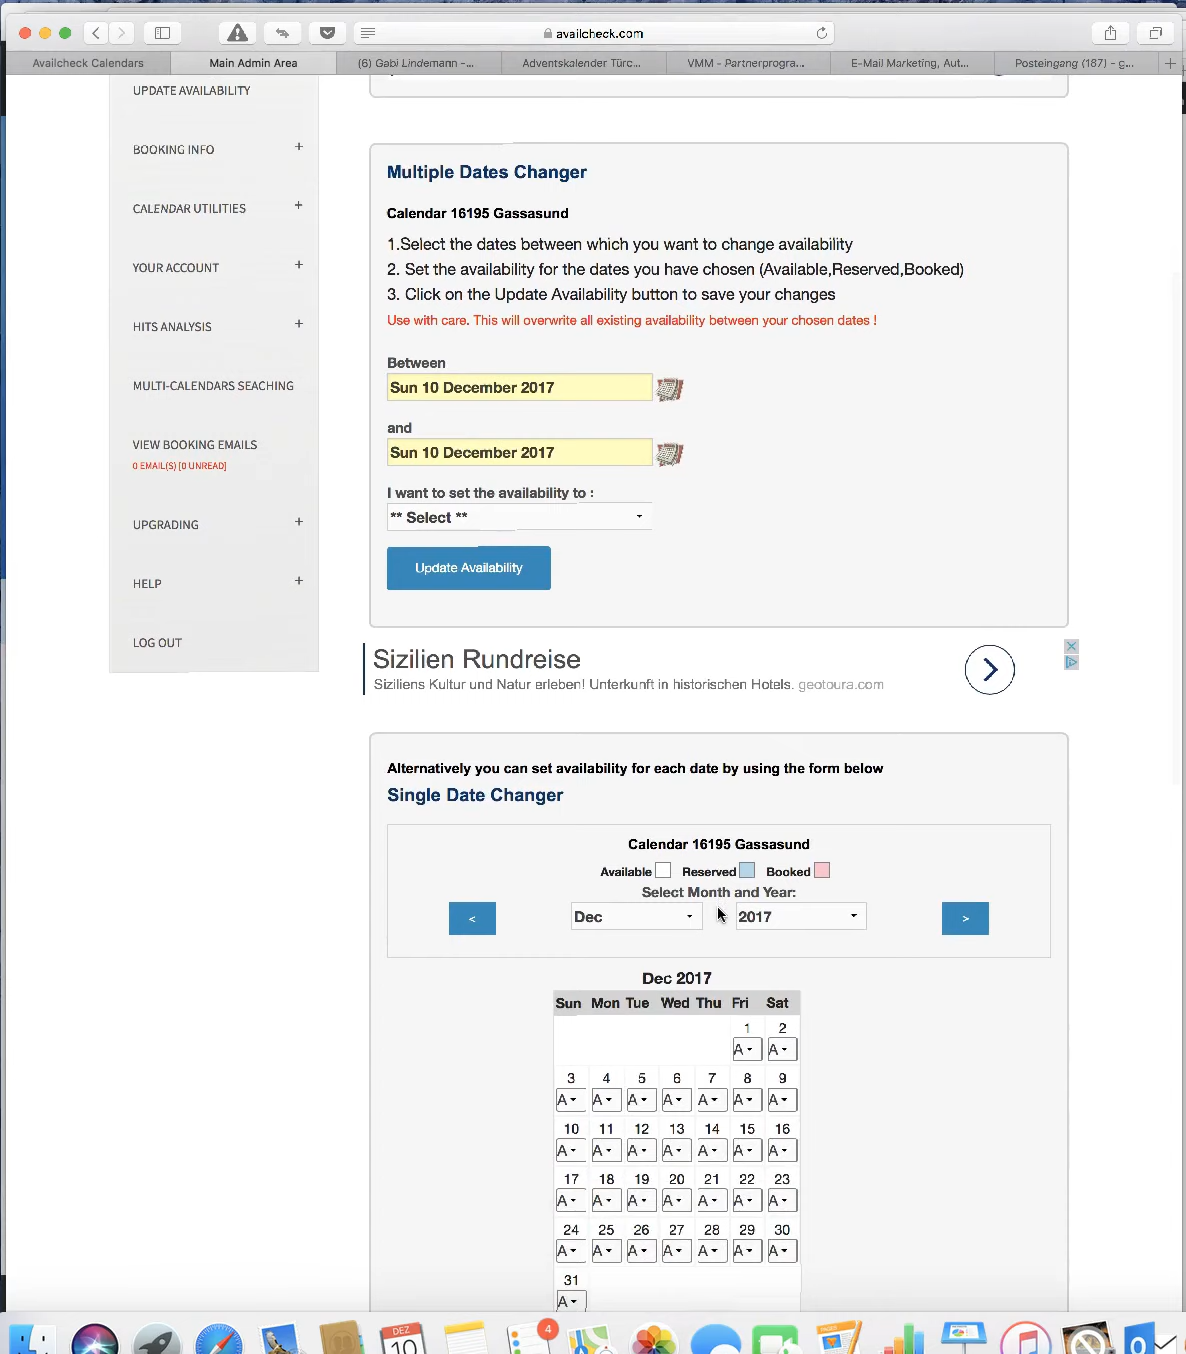 availcheck.com
Availcheck Calendars
Main Admin Area
(6) Gabi Lindemann -...
Adventskalender Türc...
VMM - Partnerprogra...
E-Mail Marketing, Aut...
Posteingang (187) - g...
UPDATE AVAILABILITY
BOOKING INFO +
CALENDAR UTILITIES +
YOUR ACCOUNT +
HITS ANALYSIS +
MULTI-CALENDARS SEACHING
VIEW BOOKING EMAILS
0 EMAIL(S) [0 UNREAD]
UPGRADING +
HELP +
LOG OUT
Multiple Dates Changer
Calendar 16195 Gassasund
1.Select the dates between which you want to change availability
2. Set the availability for the dates you have chosen (Available,Reserved,Booked)
3. Click on the Update Availability button to save your changes
Use with care. This will overwrite all existing availability between your chosen dates !
Between
Sun 10 December 2017
and
Sun 10 December 2017
I want to set the availability to :
** Select **
Update Availability
Sizilien Rundreise
Siziliens Kultur und Natur erleben! Unterkunft in historischen Hotels. geotoura.com
Alternatively you can set availability for each date by using the form below
Single Date Changer
Calendar 16195 Gassasund
Available Reserved Booked
Select Month and Year:
< Dec 2017 >
Dec 2017
Sun Mon Tue Wed Thu Fri Sat
1 2
A A
3 4 5 6 7 8 9
A A A A A A A
10 11 12 13 14 15 16
A A A A A A A
17 18 19 20 21 22 23
A A A A A A A
24 25 26 27 28 29 30
A A A A A A A
31
A
DEZ
10
4
PAGES